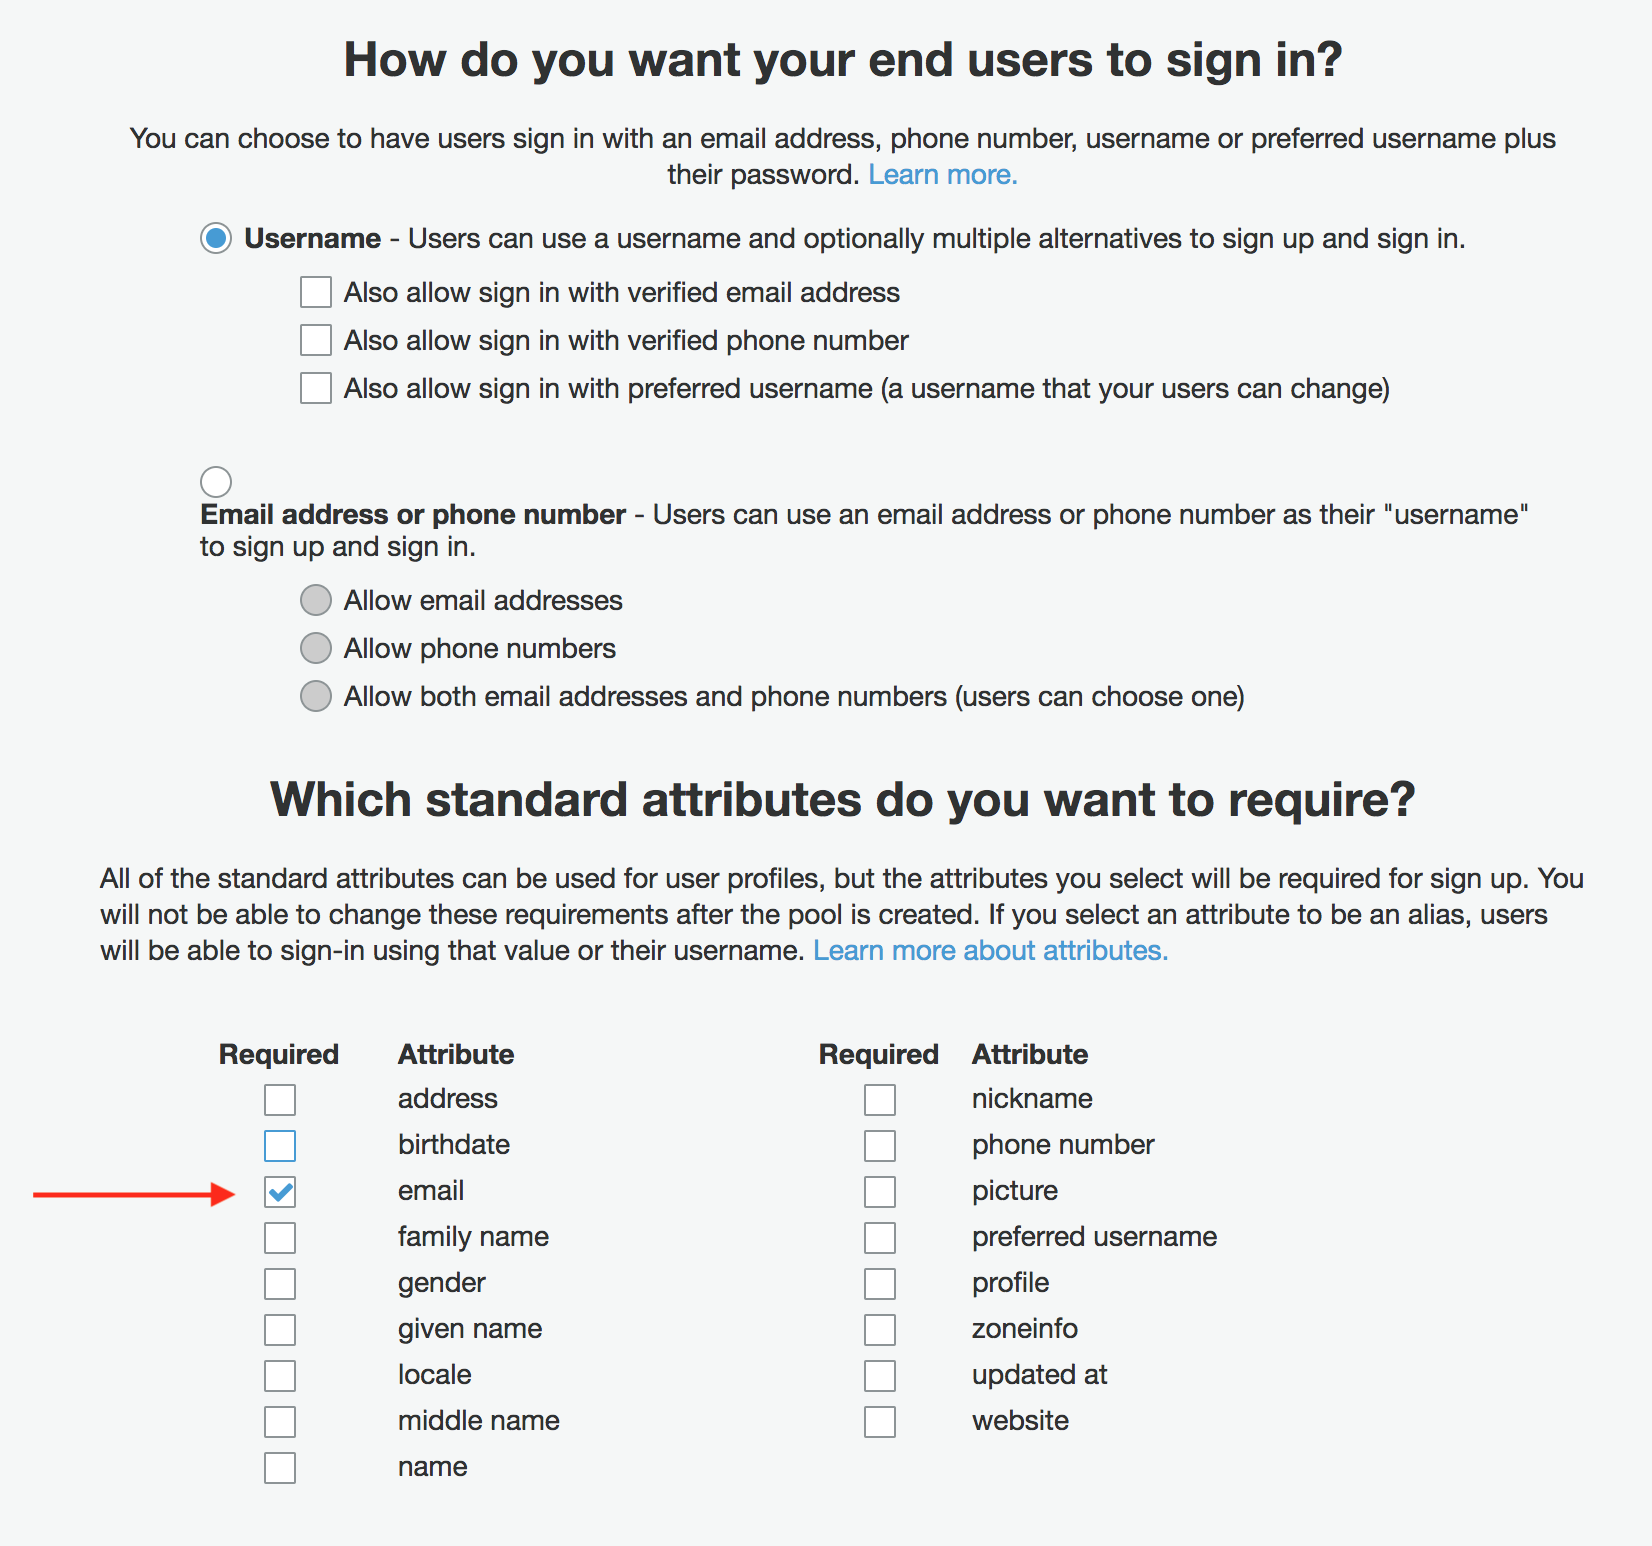 How do you want your end users to sign in?
You can choose to have users sign in with an email address, phone number, username or preferred username plus
their password. Learn more.
Username - Users can use a username and optionally multiple alternatives to sign up and sign in.
Also allow sign in with verified email address
Also allow sign in with verified phone number
Also allow sign in with preferred username (a username that your users can change)
Email address or phone number - Users can use an email address or phone number as their "username"
to sign up and sign in.
Allow email addresses
Allow phone numbers
Allow both email addresses and phone numbers (users can choose one)
Which standard attributes do you want to require?
All of the standard attributes can be used for user profiles, but the attributes you select will be required for sign up. You
will not be able to change these requirements after the pool is created. If you select an attribute to be an alias, users
will be able to sign-in using that value or their username. Learn more about attributes.
Required Attribute
address
birthdate
email
family name
gender
given name
locale
middle name
name
Required Attribute
nickname
phone number
picture
preferred username
profile
zoneinfo
updated at
website